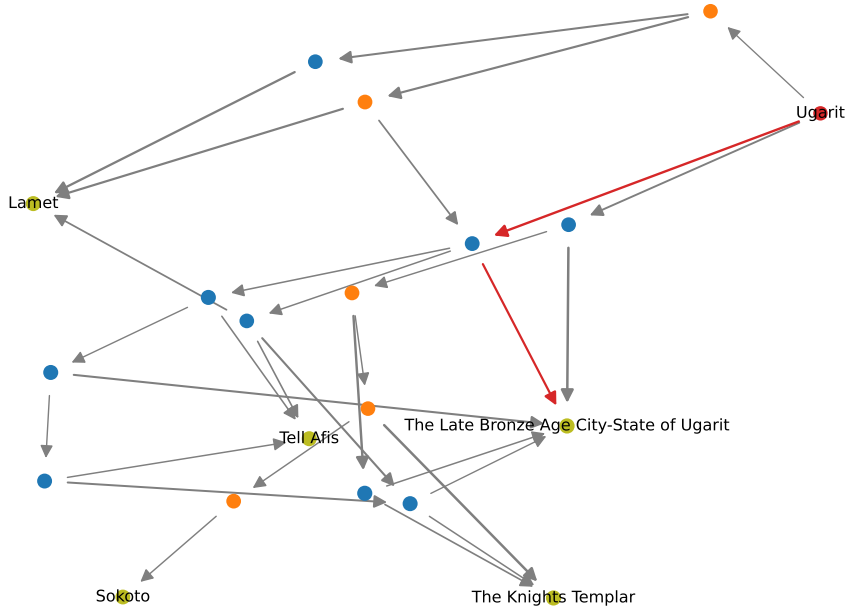 Ugarit
Lamet
The Late Bronze Age City-State of Ugarit
Tell Afis
Sokoto
The Knights Templar